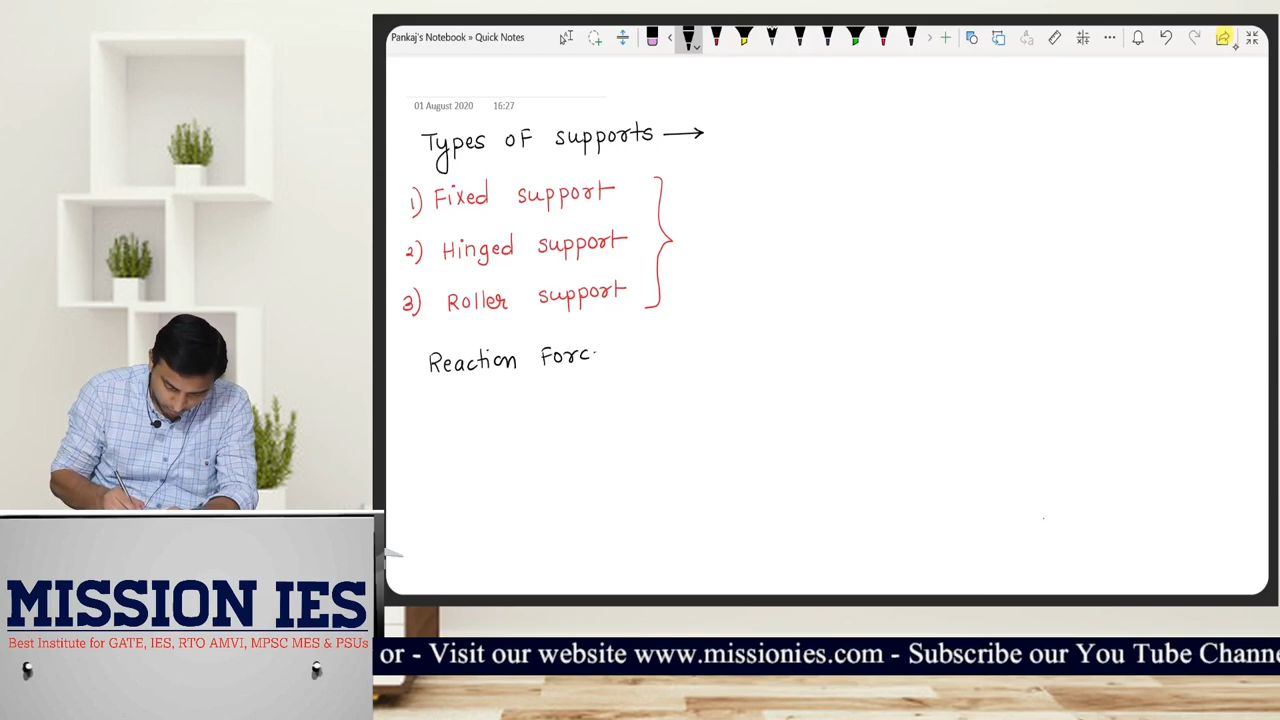 Pankaj's Notebook » Quick Notes
01 August 2020 16:27
Types of supports →
1) Fixed support
2) Hinged support
3) Roller support
Reaction Forc
MISSION IES
Best Institute for GATE, IES, RTO AMVI, MPSC MES & PSUs
or - Visit our website www.missionies.com - Subscribe our You Tube Channe